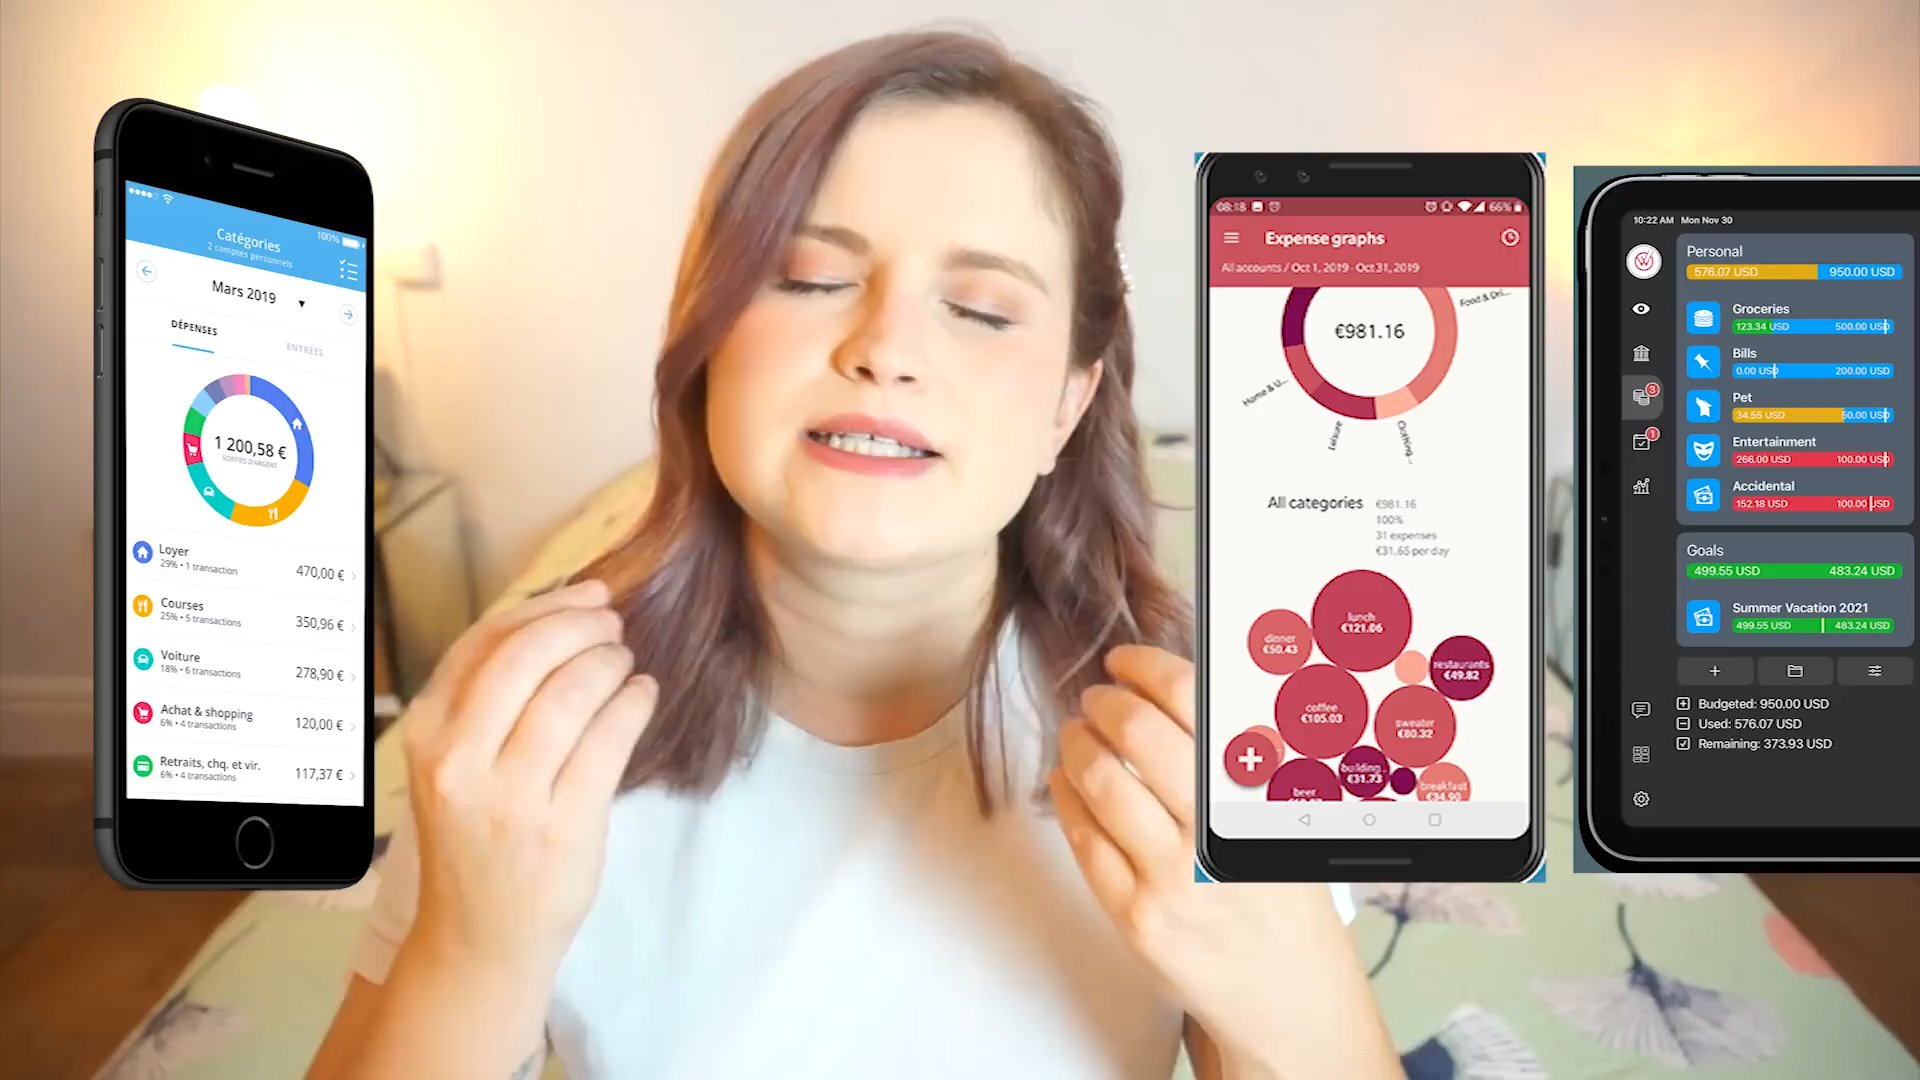 100%
Catégories
2 comptes personnels
Mars 2019
DÉPENSES
ENTRÉES
1 200,58 €
SORTIES D'ARGENT
Loyer
29% • 1 transaction
470,00 €
Courses
25% • 5 transactions
350,96 €
Voiture
18% • 6 transactions
278,90 €
Achat & shopping
6% • 4 transactions
120,00 €
Retraits, chq. et vir.
6% • 4 transactions
117,37 €
08:18
66%
Expense graphs
All accounts / Oct 1, 2019 - Oct 31, 2019
Food & Dri...
€981.16
Home & U...
Leisure
Clothing...
All categories
€981.16
100%
31 expenses
€31.65 per day
lunch
€121.06
dinner
€50.43
restaurants
€49.82
coffee
€105.03
sweater
€80.32
building...
€31.73
breakfast
€34.90
beer
10:22 AM Mon Nov 30
Personal
576.07 USD 950.00 USD
Groceries
123.34 USD 500.00 USD
Bills
0.00 USD 200.00 USD
3
Pet
34.55 USD 50.00 USD
1
Entertainment
266.00 USD 100.00 USD
Accidental
152.18 USD 100.00 USD
Goals
499.55 USD 483.24 USD
Summer Vacation 2021
499.55 USD 483.24 USD
Budgeted: 950.00 USD
Used: 576.07 USD
Remaining: 373.93 USD